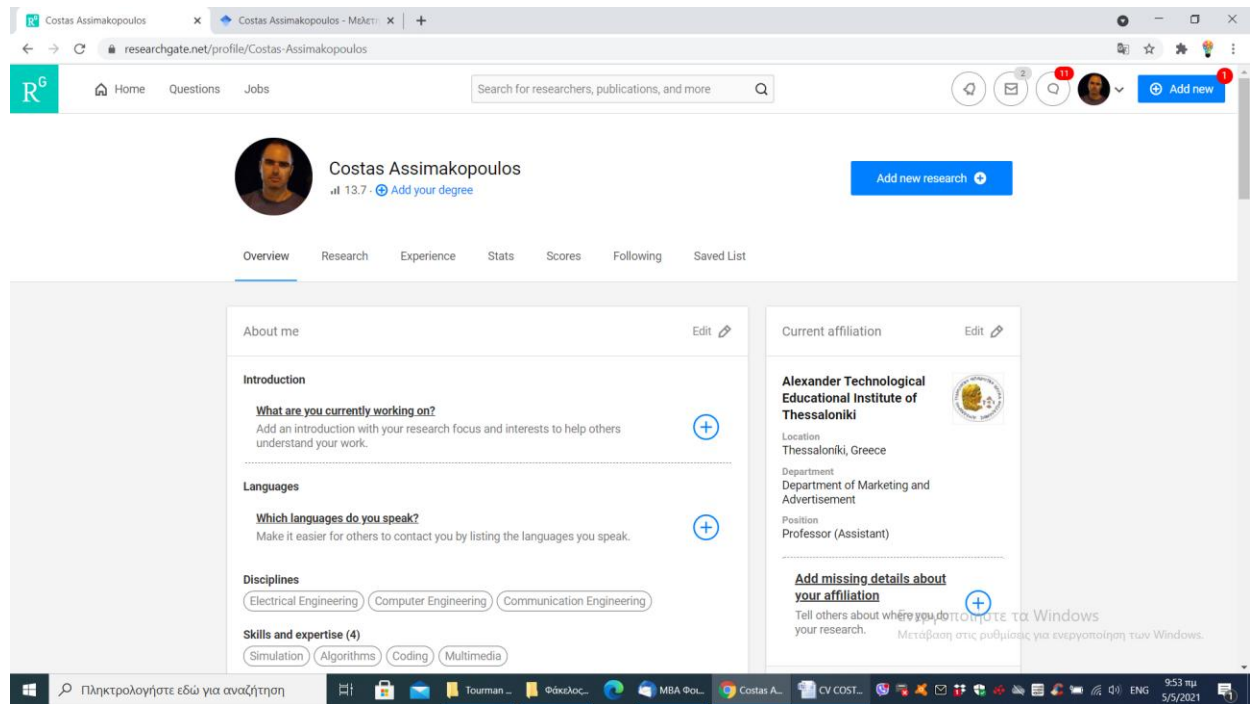 Costas Assimakopoulos
Costas Assimakopoulos - Μελετη
researchgate.net/profile/Costas-Assimakopoulos
RG
Home Questions Jobs
Search for researchers, publications, and more
2
11
Add new
1
Costas Assimakopoulos
13.7 · Add your degree
Add new research
Overview Research Experience Stats Scores Following Saved List
About me Edit
Introduction
What are you currently working on?
Add an introduction with your research focus and interests to help others
understand your work.
Languages
Which languages do you speak?
Make it easier for others to contact you by listing the languages you speak.
Disciplines
Electrical Engineering Computer Engineering Communication Engineering
Skills and expertise (4)
Simulation Algorithms Coding Multimedia
Current affiliation Edit
Alexander Technological
Educational Institute of
Thessaloniki
Location
Thessaloníki, Greece
Department
Department of Marketing and
Advertisement
Position
Professor (Assistant)
Add missing details about
your affiliation
Tell others about where you do
your research.
τα Windows
Μετάβαση στις ρυθμίσεις για ενεργοποίηση των Windows.
Πληκτρολογήστε εδώ για αναζήτηση
Tourman ... Φάκελος... MBA Φοι... Costas A... CV COST...
ENG
9:53 πμ
5/5/2021
1